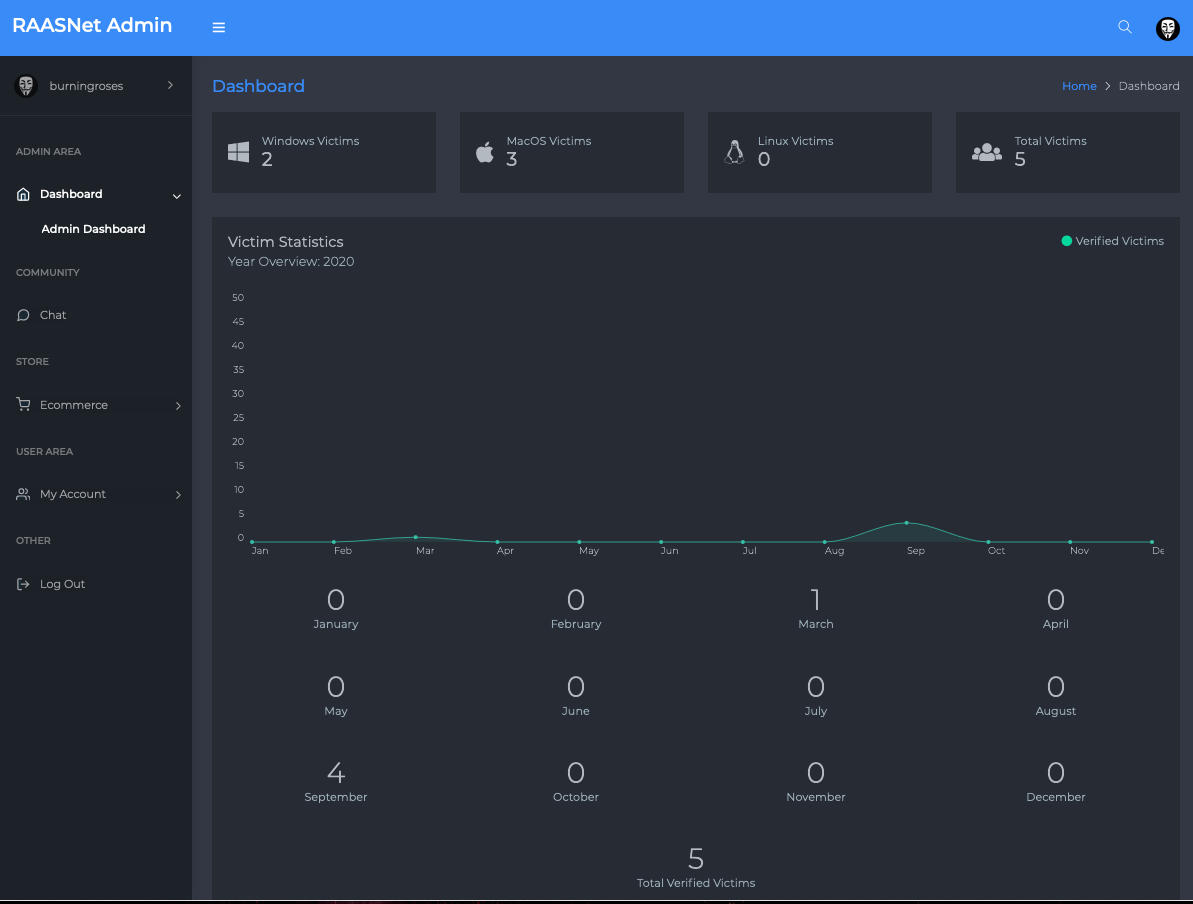 RAASNet Admin
burningroses
ADMIN AREA
Dashboard
Admin Dashboard
COMMUNITY
Chat
STORE
Ecommerce
USER AREA
My Account
OTHER
Log Out
Dashboard
Home > Dashboard
Windows Victims
2
MacOS Victims
3
Linux Victims
0
Total Victims
5
Victim Statistics
Year Overview: 2020
Verified Victims
50
45
40
35
30
25
20
15
10
5
0
Jan Feb Mar Apr May Jun Jul Aug Sep Oct Nov De
0 0 1 0
January February March April
0 0 0 0
May June July August
4 0 0 0
September October November December
5
Total Verified Victims